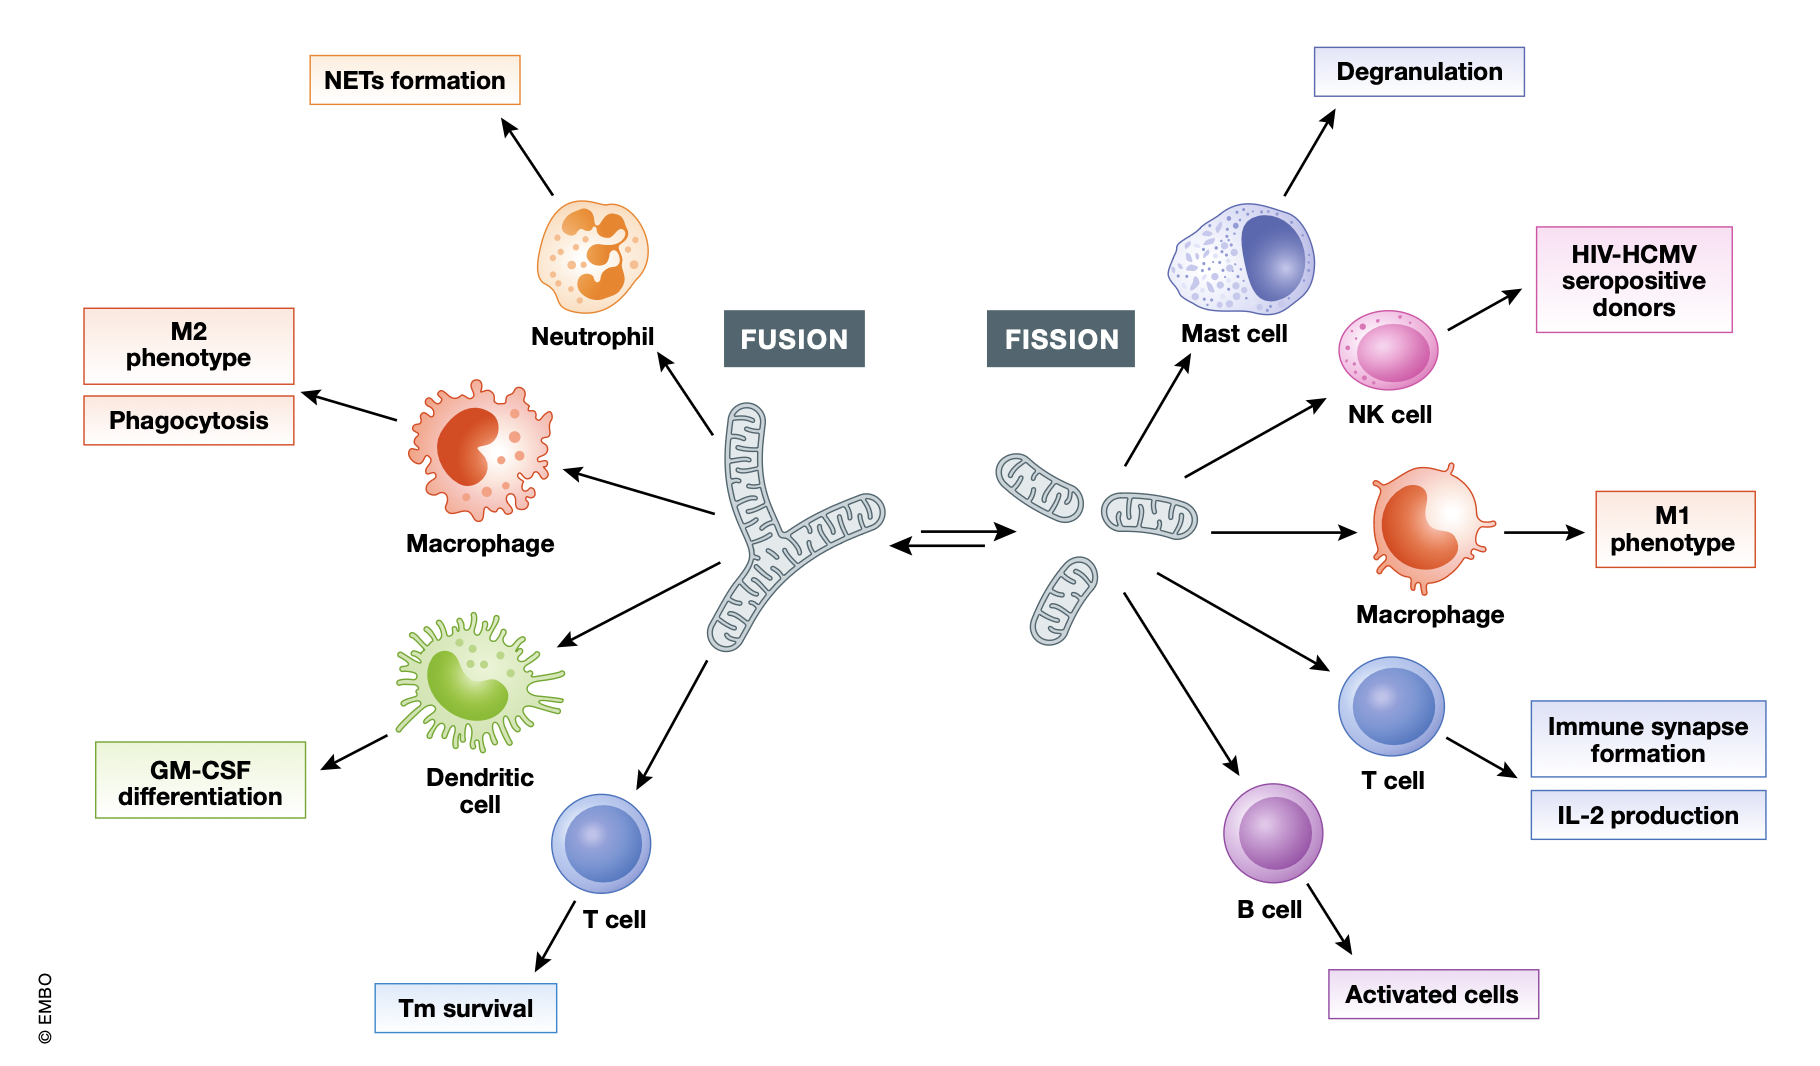 NETs formation
Neutrophil
FUSION
M2
phenotype
Phagocytosis
Macrophage
GM-CSF
differentiation
Dendritic
cell
T cell
Tm survival
FISSION
Degranulation
Mast cell
HIV-HCMV
seropositive
donors
NK cell
M1
phenotype
Macrophage
T cell
Immune synapse
formation
IL-2 production
B cell
Activated cells
© EMBO